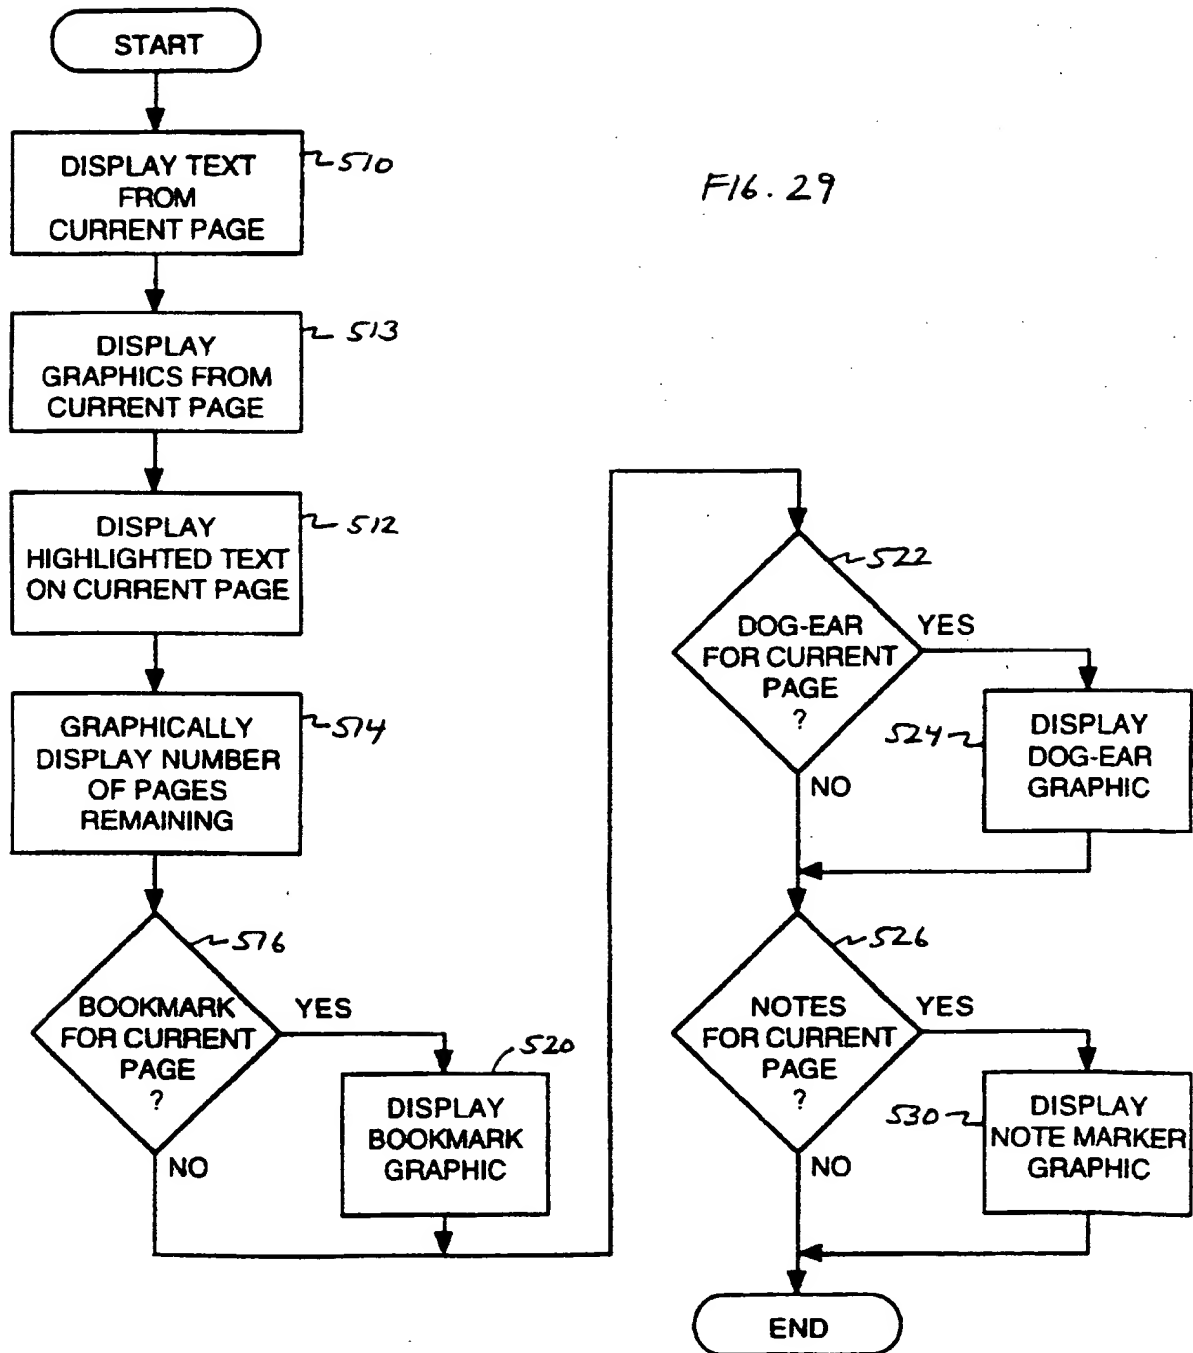 START
DISPLAY TEXT
FROM
CURRENT PAGE
510
FIG. 29
DISPLAY
GRAPHICS FROM
CURRENT PAGE
513
DISPLAY
HIGHLIGHTED TEXT
ON CURRENT PAGE
512
GRAPHICALLY
DISPLAY NUMBER
OF PAGES
REMAINING
514
BOOKMARK
FOR CURRENT
PAGE
?
516
YES
NO
DISPLAY
BOOKMARK
GRAPHIC
520
DOG-EAR
FOR CURRENT
PAGE
?
522
YES
NO
DISPLAY
DOG-EAR
GRAPHIC
524
NOTES
FOR CURRENT
PAGE
?
526
YES
NO
DISPLAY
NOTE MARKER
GRAPHIC
530
END